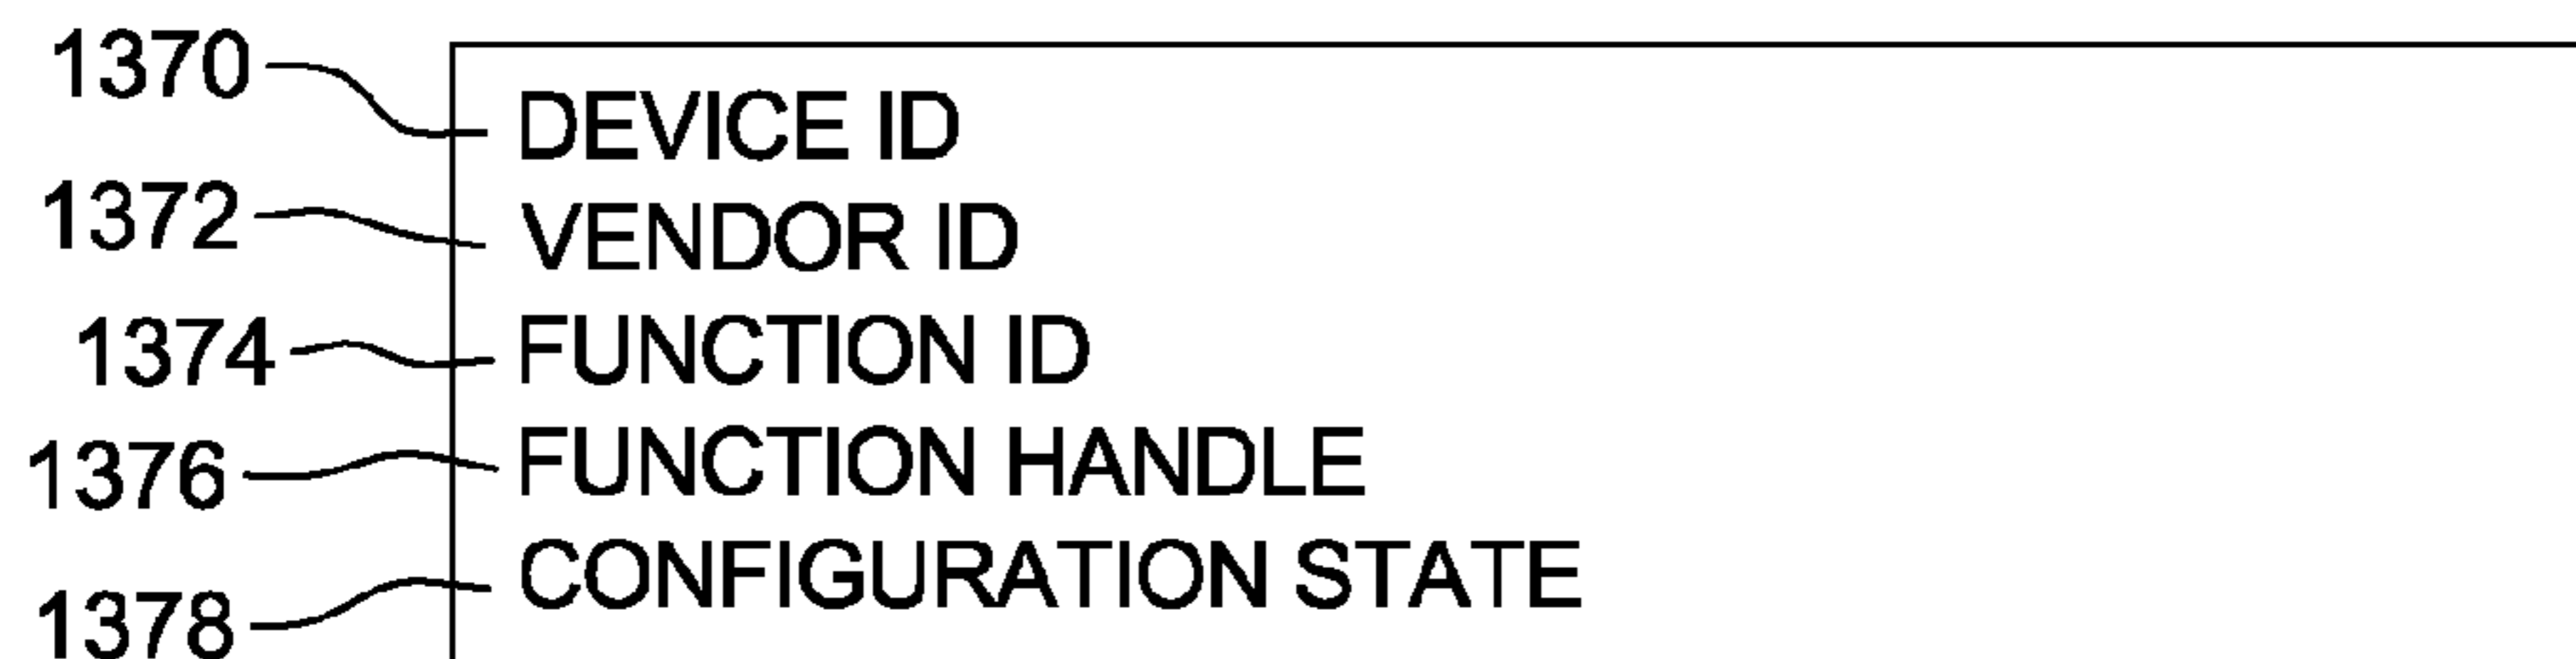 1370 DEVICE ID
1372 VENDOR ID
1374 FUNCTION ID
1376 FUNCTION HANDLE
1378 CONFIGURATION STATE